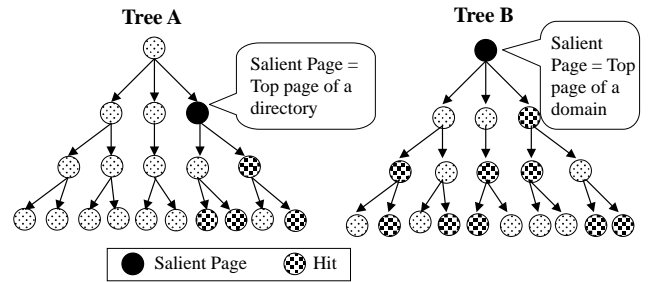 Tree A
Tree B
Salient Page =
Top page of a
directory
Salient
Page = Top
page of a
domain
Salient Page
Hit